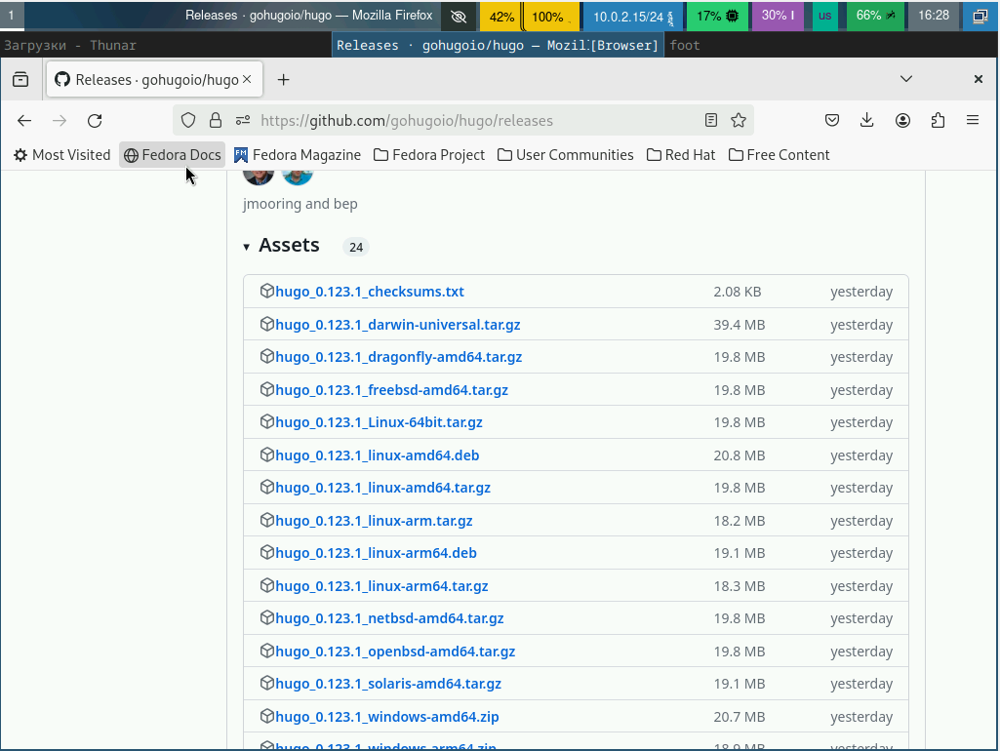 1 Releases · gohugoio/hugo — Mozilla Firefox 42% 100% 10.0.2.15/24 17% 30% us 66% 16:28
Загрузки - Thunar Releases · gohugoio/hugo — Mozil [Browser] foot
Releases · gohugoio/hugo
https://github.com/gohugoio/hugo/releases
Most Visited Fedora Docs Fedora Magazine Fedora Project User Communities Red Hat Free Content
jmooring and bep
Assets 24
hugo_0.123.1_checksums.txt 2.08 KB yesterday
hugo_0.123.1_darwin-universal.tar.gz 39.4 MB yesterday
hugo_0.123.1_dragonfly-amd64.tar.gz 19.8 MB yesterday
hugo_0.123.1_freebsd-amd64.tar.gz 19.8 MB yesterday
hugo_0.123.1_Linux-64bit.tar.gz 19.8 MB yesterday
hugo_0.123.1_linux-amd64.deb 20.8 MB yesterday
hugo_0.123.1_linux-amd64.tar.gz 19.8 MB yesterday
hugo_0.123.1_linux-arm.tar.gz 18.2 MB yesterday
hugo_0.123.1_linux-arm64.deb 19.1 MB yesterday
hugo_0.123.1_linux-arm64.tar.gz 18.3 MB yesterday
hugo_0.123.1_netbsd-amd64.tar.gz 19.8 MB yesterday
hugo_0.123.1_openbsd-amd64.tar.gz 19.8 MB yesterday
hugo_0.123.1_solaris-amd64.tar.gz 19.1 MB yesterday
hugo_0.123.1_windows-amd64.zip 20.7 MB yesterday
hugo_0.123.1_windows-arm64.zip 18.9 MB yesterday